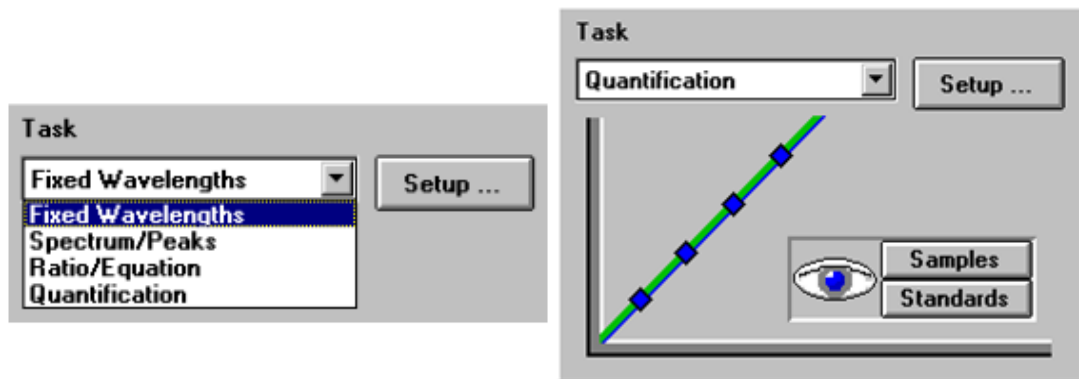 Task
Fixed Wavelengths
Setup ...
Fixed Wavelengths
Spectrum/Peaks
Ratio/Equation
Quantification
Task
Quantification
Setup ...
Samples
Standards